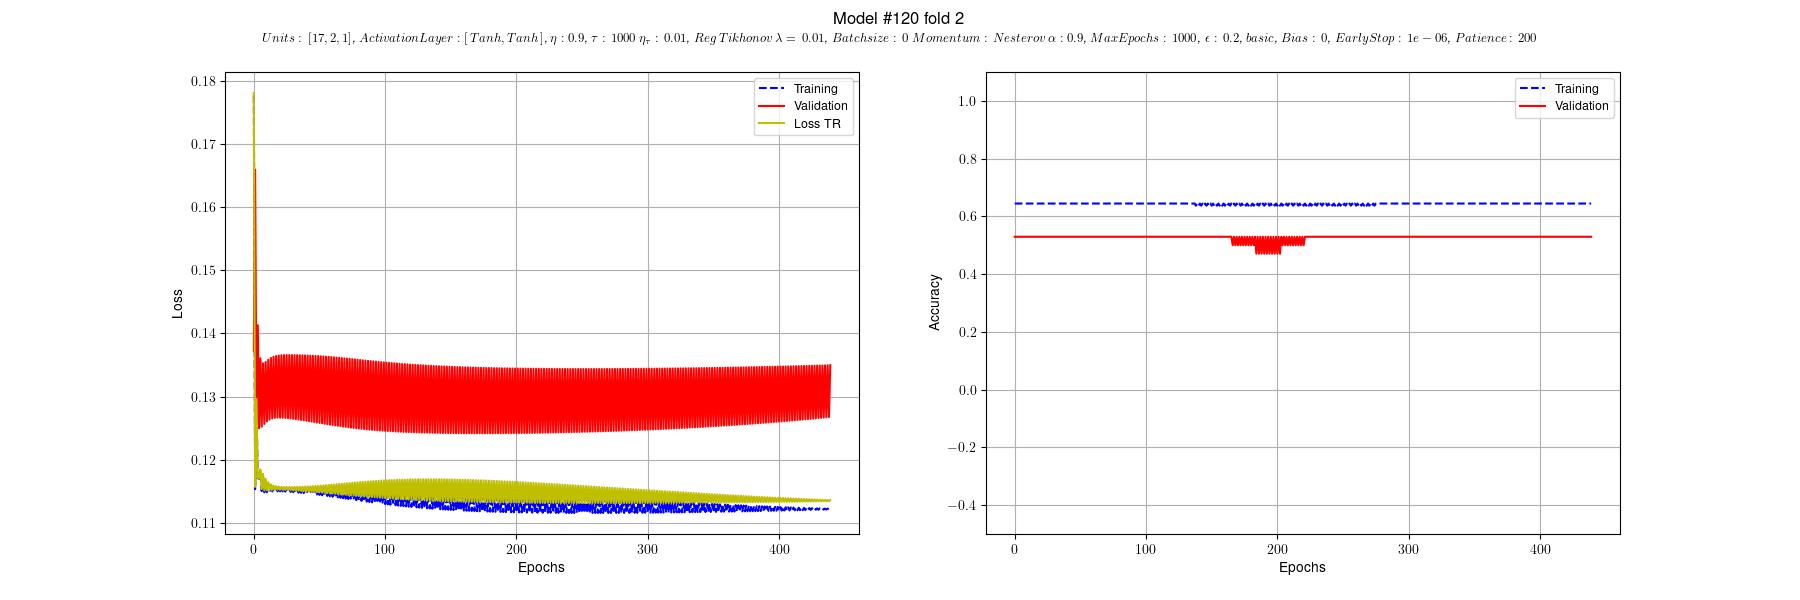 Model #120 fold 2
Units : [17, 2, 1], ActivationLayer : [Tanh, Tanh], η : 0.9, τ : 1000 η_τ : 0.01, Reg Tikhonov λ = 0.01, Batchsize : 0 Momentum : Nesterov α : 0.9, MaxEpochs : 1000, ϵ : 0.2, basic, Bias : 0, EarlyStop : 1e − 06, Patience : 200
0.18
0.17
0.16
0.15
0.14
0.13
0.12
0.11
Loss
0
100
200
300
400
Epochs
Training
Validation
Loss TR
1.0
0.8
0.6
0.4
0.2
0.0
−0.2
−0.4
Accuracy
0
100
200
300
400
Epochs
Training
Validation